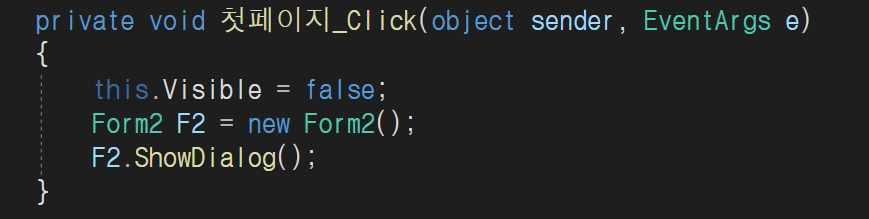 private void 첫페이지_Click(object sender, EventArgs e)
{
this.Visible = false;
Form2 F2 = new Form2();
F2.ShowDialog();
}